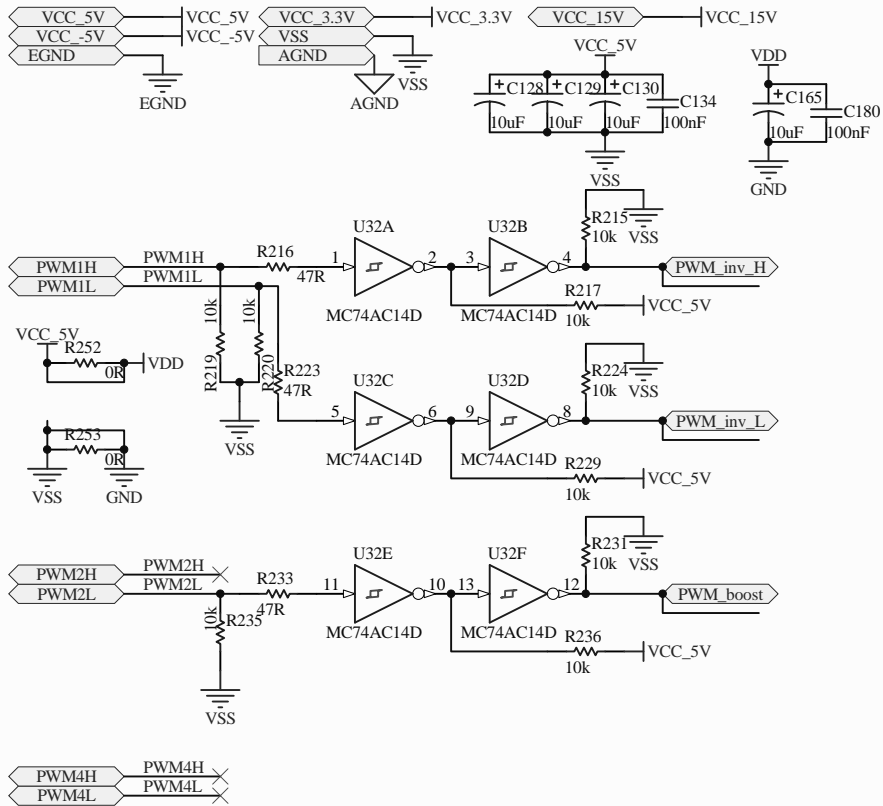 VCC_5V VCC_5V VCC_3.3V VCC_3.3V VCC_15V VCC_15V
VCC_-5V VCC_-5V VSS VCC_5V
EGND AGND VSS VDD
EGND AGND
C128 C129 C130 C134 C165 C180
10uF 10uF 10uF 100nF 10uF 100nF
VSS GND
U32A U32B R215 VSS
10k
PWM1H PWM1H R216 1 2 3 4 PWM_inv_H
PWM1L PWM1L 47R R217 VCC_5V
10k 10k MC74AC14D MC74AC14D 10k
VCC_5V R252 VDD R219 R220 R223
0R 47R U32C U32D R224 VSS
10k
VSS 5 6 9 8 PWM_inv_L
R253 MC74AC14D MC74AC14D R229 VCC_5V
0R 10k
VSS GND
U32E U32F R231 VSS
10k
PWM2H PWM2H
PWM2L PWM2L R233 11 10 13 12 PWM_boost
10k R235 47R MC74AC14D MC74AC14D R236 VCC_5V
10k
VSS
PWM4H PWM4H
PWM4L PWM4L